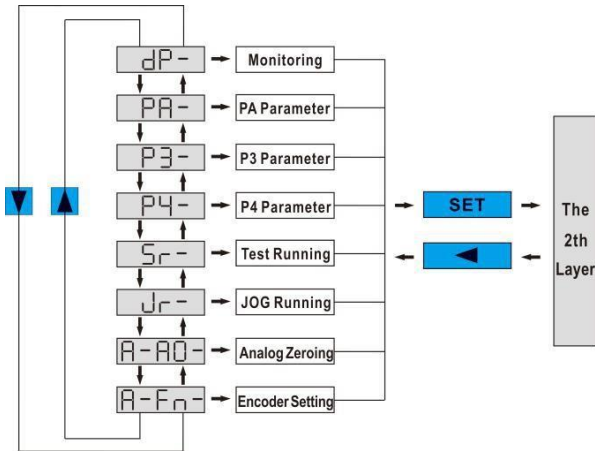 dP-
Monitoring
PA-
PA Parameter
P3-
P3 Parameter
P4-
P4 Parameter
SET
The
2th
Layer
Sr-
Test Running
Jr-
JOG Running
A-A0-
Analog Zeroing
A-Fn-
Encoder Setting